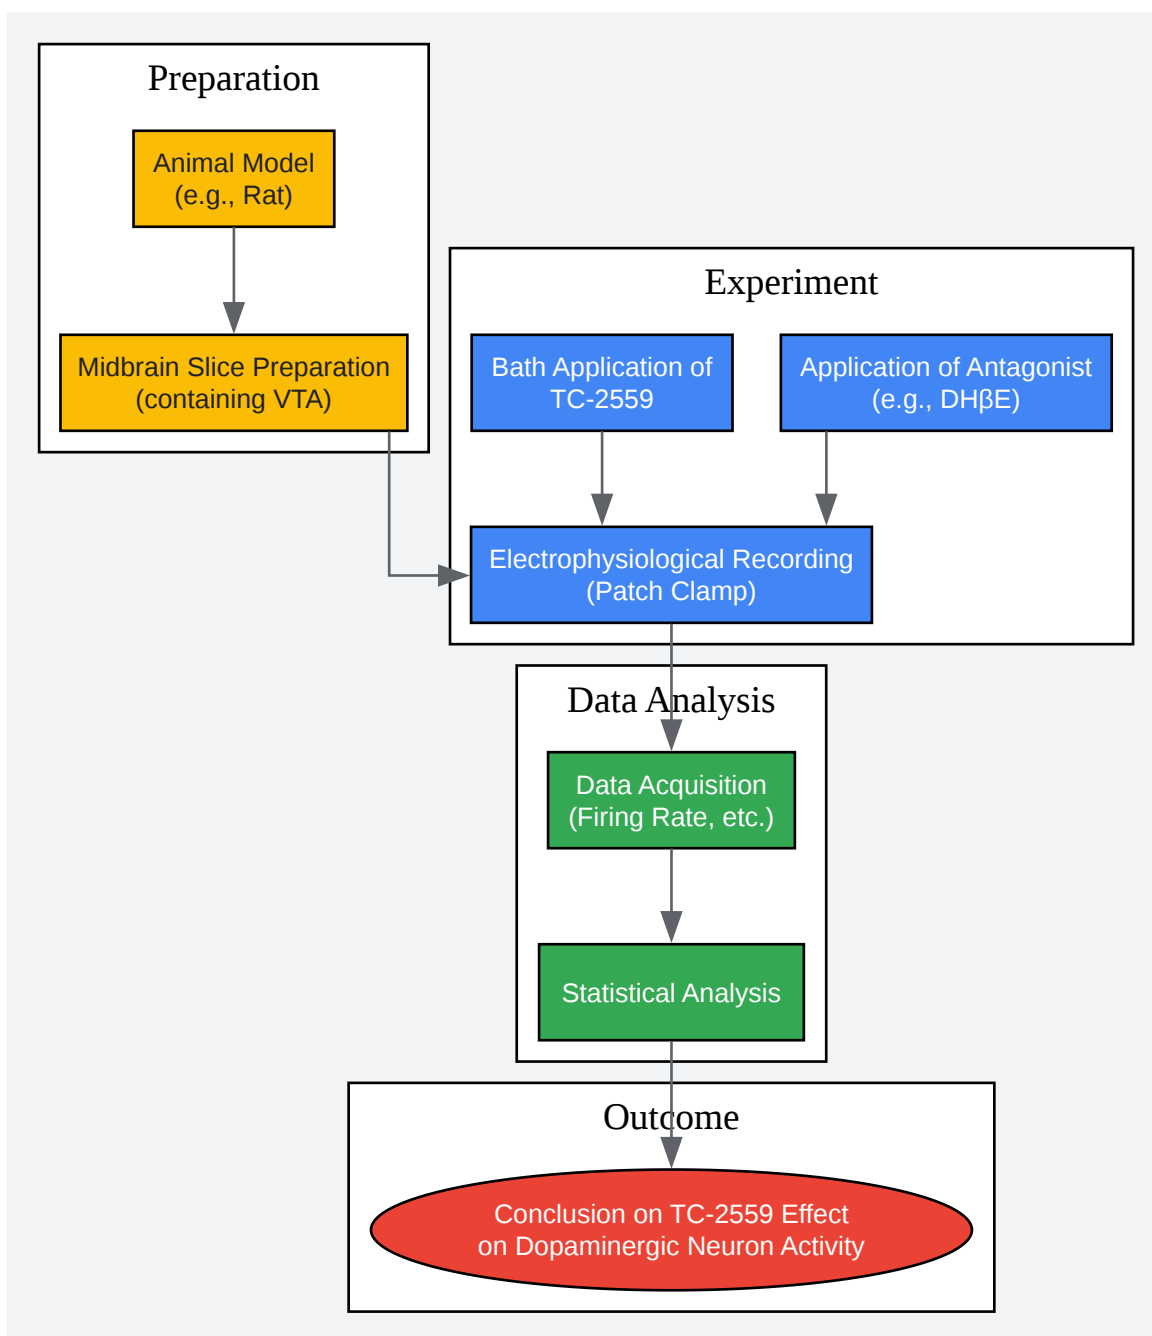 Preparation
Animal Model
(e.g., Rat)
Midbrain Slice Preparation
(containing VTA)
Experiment
Bath Application of
TC-2559
Application of Antagonist
(e.g., DHβE)
Electrophysiological Recording
(Patch Clamp)
Data Analysis
Data Acquisition
(Firing Rate, etc.)
Statistical Analysis
Outcome
Conclusion on TC-2559 Effect
on Dopaminergic Neuron Activity